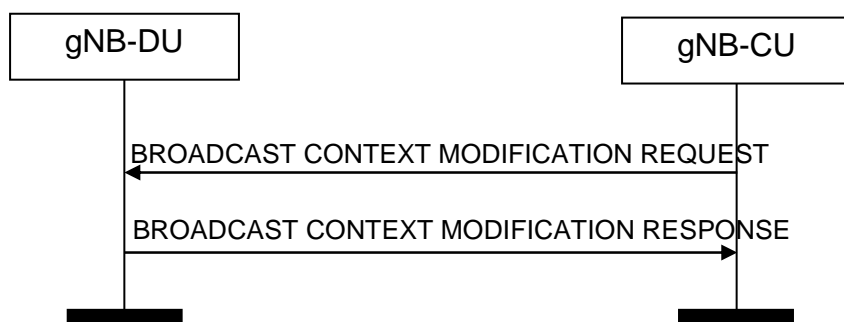 gNB-DU
gNB-CU
BROADCAST CONTEXT MODIFICATION REQUEST
BROADCAST CONTEXT MODIFICATION RESPONSE